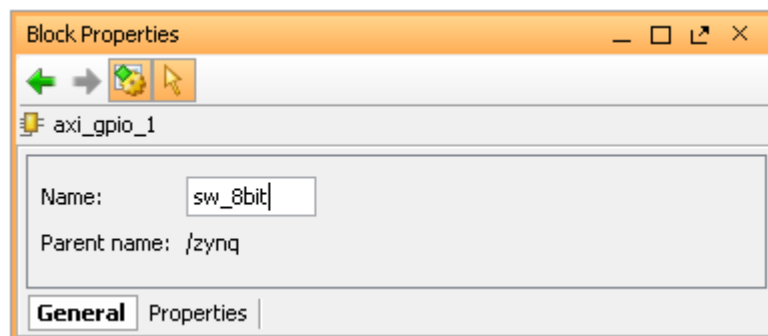 Block Properties
axi_gpio_1
Name: sw_8bit
Parent name: /zynq
General Properties